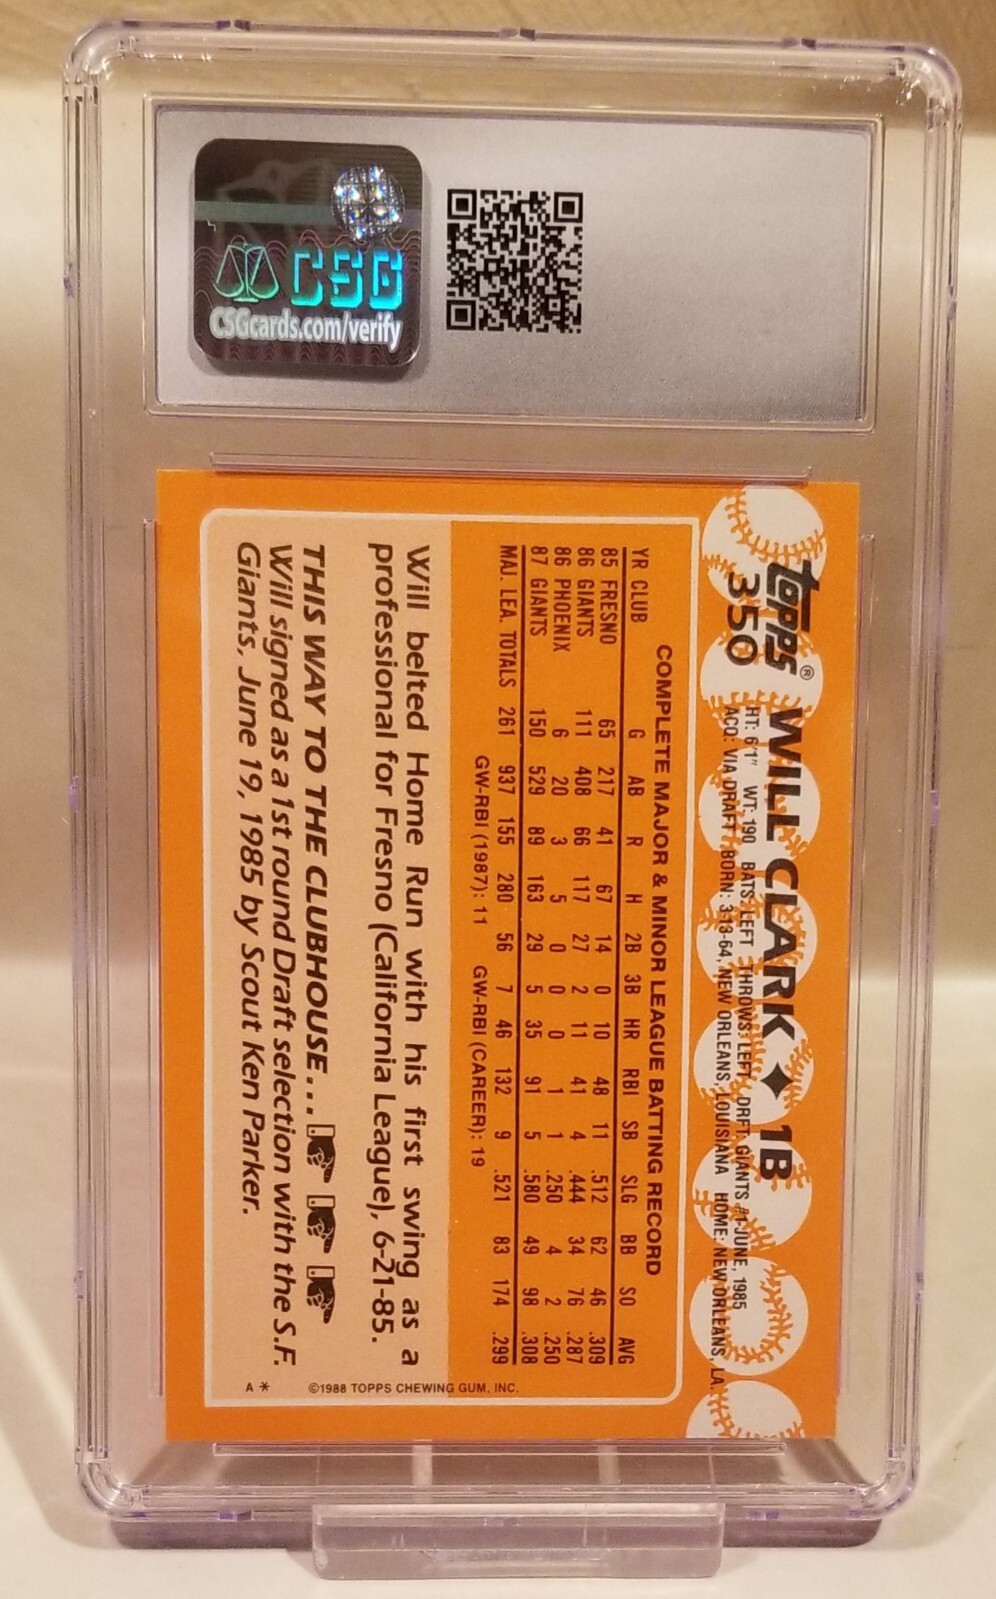 CSG
CSGcards.com/verify
topps®
350
WILL CLARK ♦ 1B
HT: 6'1" WT: 190 BATS: LEFT THROWS: LEFT DRFT: GIANTS #1-JUNE, 1985
ACQ: VIA DRAFT BORN: 3-13-64, NEW ORLEANS, LOUISIANA HOME: NEW ORLEANS, LA.
COMPLETE MAJOR & MINOR LEAGUE BATTING RECORD
YR CLUB G AB R H 2B 3B HR RBI SB SLG BB SO AVG
85 FRESNO 65 217 41 67 14 0 10 48 11 .512 62 46 .309
86 GIANTS 111 408 66 117 27 2 11 41 4 .444 34 76 .287
86 PHOENIX 6 20 3 5 0 0 0 1 1 .250 4 2 .250
87 GIANTS 150 529 89 163 29 5 35 91 5 .580 49 98 .308
MAJ. LEA. TOTALS 261 937 155 280 56 7 46 132 9 .521 83 174 .299
GW-RBI (1987): 11 GW-RBI (CAREER): 19
Will belted Home Run with his first swing as a
professional for Fresno (California League), 6-21-85.
THIS WAY TO THE CLUBHOUSE...
Will signed as a 1st round Draft selection with the S.F.
Giants, June 19, 1985 by Scout Ken Parker.
©1988 TOPPS CHEWING GUM, INC.
A *